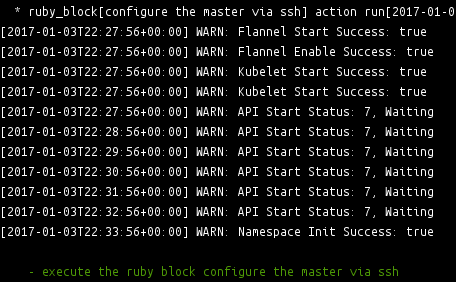 * ruby_block[configure the master via ssh] action run[2017-01-0
[2017-01-03T22:27:56+00:00] WARN: Flannel Start Success: true
[2017-01-03T22:27:56+00:00] WARN: Flannel Enable Success: true
[2017-01-03T22:27:56+00:00] WARN: Kubelet Start Success: true
[2017-01-03T22:27:56+00:00] WARN: Kubelet Start Success: true
[2017-01-03T22:27:56+00:00] WARN: API Start Status: 7, Waiting
[2017-01-03T22:28:56+00:00] WARN: API Start Status: 7, Waiting
[2017-01-03T22:29:56+00:00] WARN: API Start Status: 7, Waiting
[2017-01-03T22:30:56+00:00] WARN: API Start Status: 7, Waiting
[2017-01-03T22:31:56+00:00] WARN: API Start Status: 7, Waiting
[2017-01-03T22:32:56+00:00] WARN: API Start Status: 7, Waiting
[2017-01-03T22:33:56+00:00] WARN: Namespace Init Success: true
- execute the ruby block configure the master via ssh